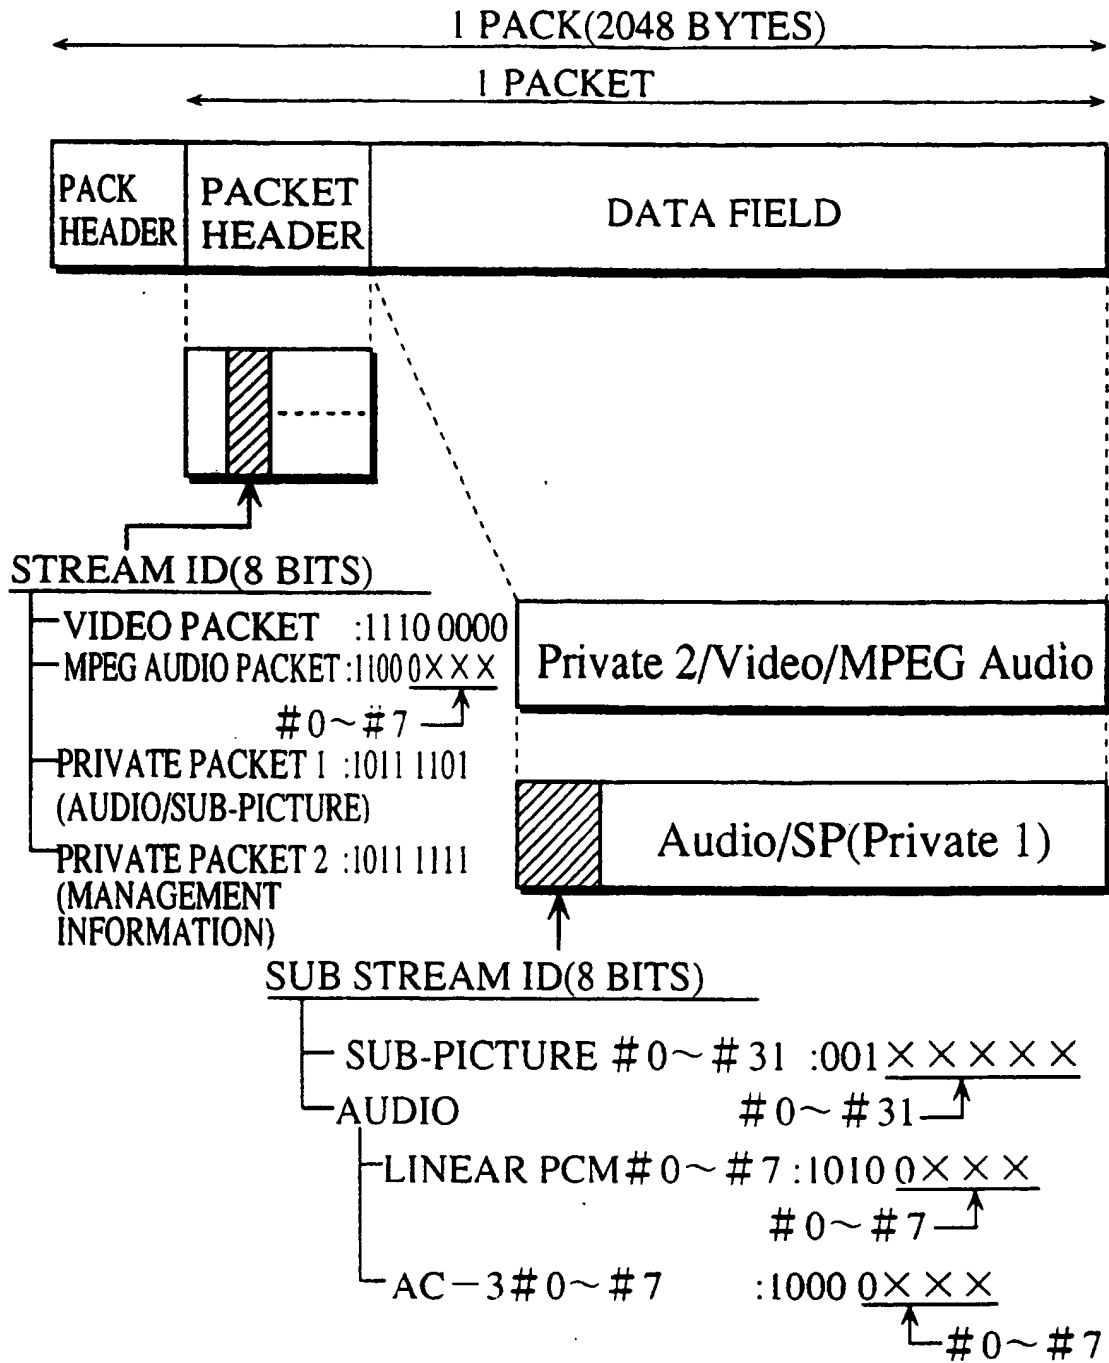 1 PACK(2048 BYTES)
1 PACKET
PACK HEADER
PACKET HEADER
DATA FIELD
STREAM ID(8 BITS)
VIDEO PACKET :1110 0000
MPEG AUDIO PACKET:1100 0×××
#0~#7
PRIVATE PACKET 1 :1011 1101
(AUDIO/SUB-PICTURE)
PRIVATE PACKET 2 :1011 1111
(MANAGEMENT
INFORMATION)
Private 2/Video/MPEG Audio
Audio/SP(Private 1)
SUB STREAM ID(8 BITS)
SUB-PICTURE #0~#31 :001×××××
#0~#31
AUDIO
LINEAR PCM#0~#7 :1010 0×××
#0~#7
AC-3#0~#7 :1000 0×××
#0~#7